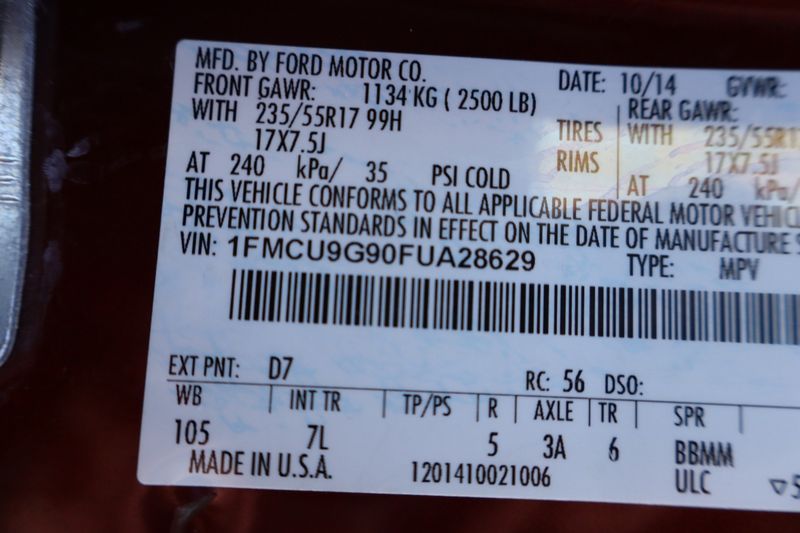 MFD. BY FORD MOTOR CO.
DATE: 10/14 GVWR:
FRONT GAWR: 1134 KG ( 2500 LB) REAR GAWR:
WITH 235/55R17 99H TIRES WITH 235/55R17
17X7.5J RIMS 17X7.5J
AT 240 kPa/ 35 PSI COLD AT 240 kPa/
THIS VEHICLE CONFORMS TO ALL APPLICABLE FEDERAL MOTOR VEHIC
PREVENTION STANDARDS IN EFFECT ON THE DATE OF MANUFACTURE S
VIN: 1FMCU9G90FUA28629 TYPE: MPV
EXT PNT: D7 RC: 56 DSO:
WB INT TR TP/PS R AXLE TR SPR
105 7L 5 3A 6 BBMM
MADE IN U.S.A. 1201410021006 ULC ▽5